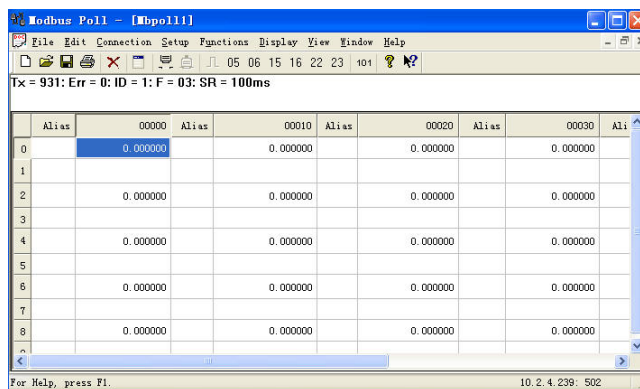 Modbus Poll - [Mbpoll1]
File Edit Connection Setup Functions Display View Window Help
05 06 15 16 22 23 101
Tx = 931: Err = 0: ID = 1: F = 03: SR = 100ms
Alias 00000 Alias 00010 Alias 00020 Alias 00030 Ali
0 0.000000 0.000000 0.000000 0.000000
1
2 0.000000 0.000000 0.000000 0.000000
3
4 0.000000 0.000000 0.000000 0.000000
5
6 0.000000 0.000000 0.000000 0.000000
7
8 0.000000 0.000000 0.000000 0.000000
For Help, press F1. 10.2.4.239: 502